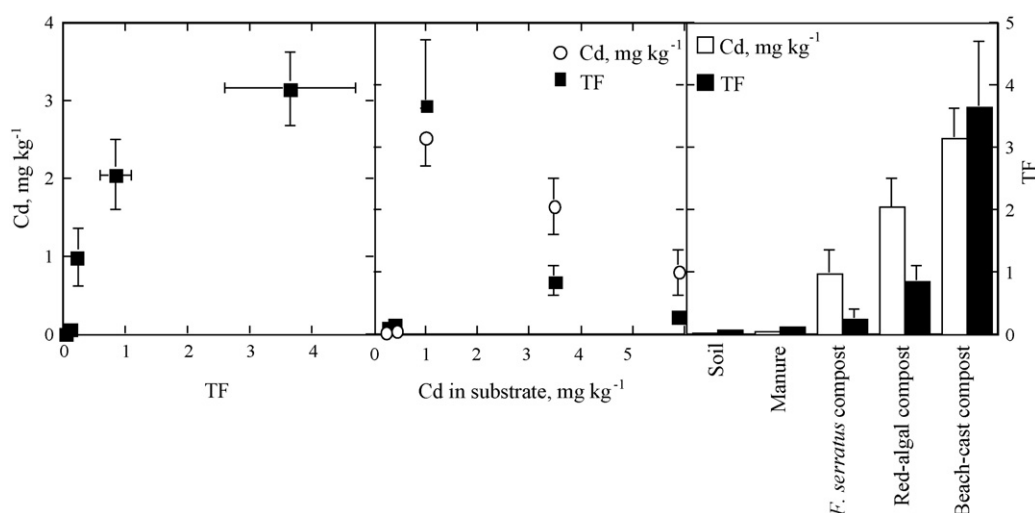 4
3
2
1
0
Cd, mg kg⁻¹
0 1 2 3 4
TF
Cd, mg kg⁻¹
TF
0 1 2 3 4 5
Cd in substrate, mg kg⁻¹
Cd, mg kg⁻¹
TF
5
4
3
2
1
0
TF
Soil
Manure
F. serratus compost
Red-algal compost
Beach-cast compost